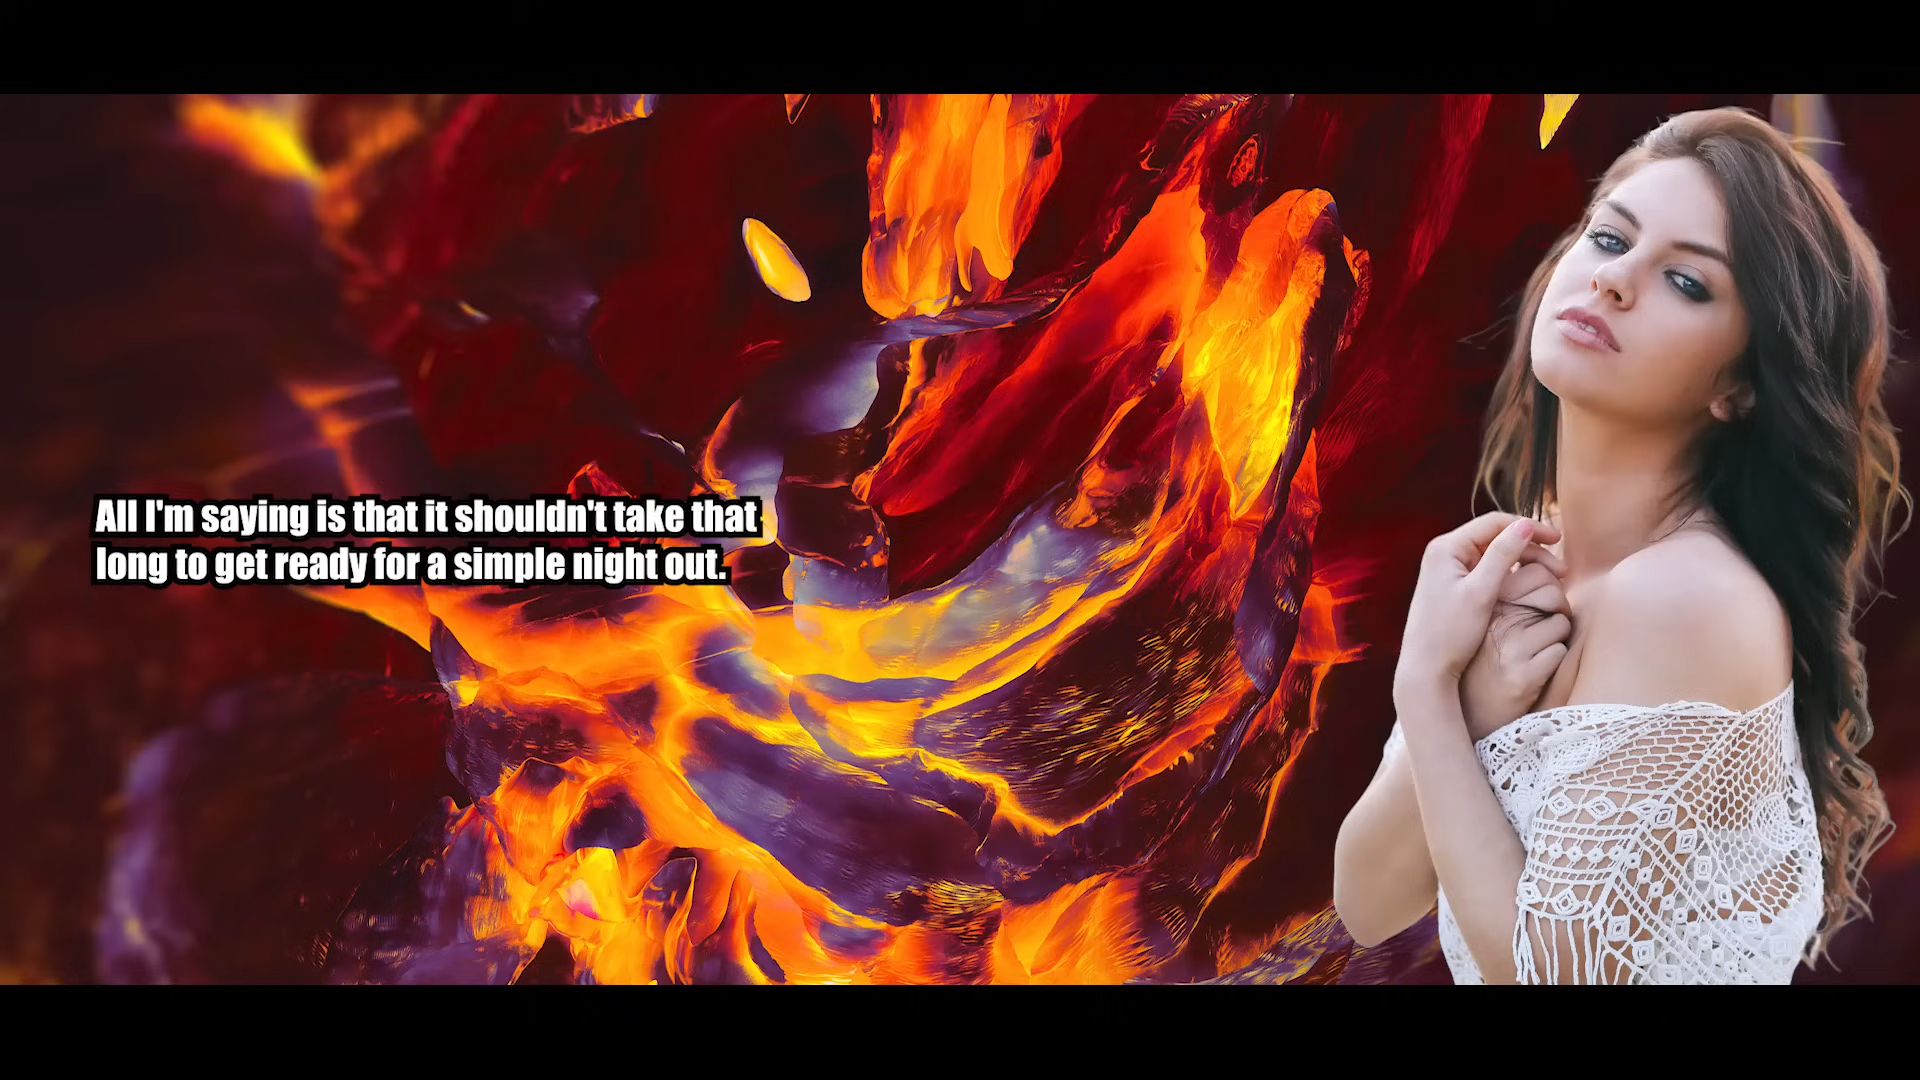 All I'm saying is that it shouldn't take that
long to get ready for a simple night out.